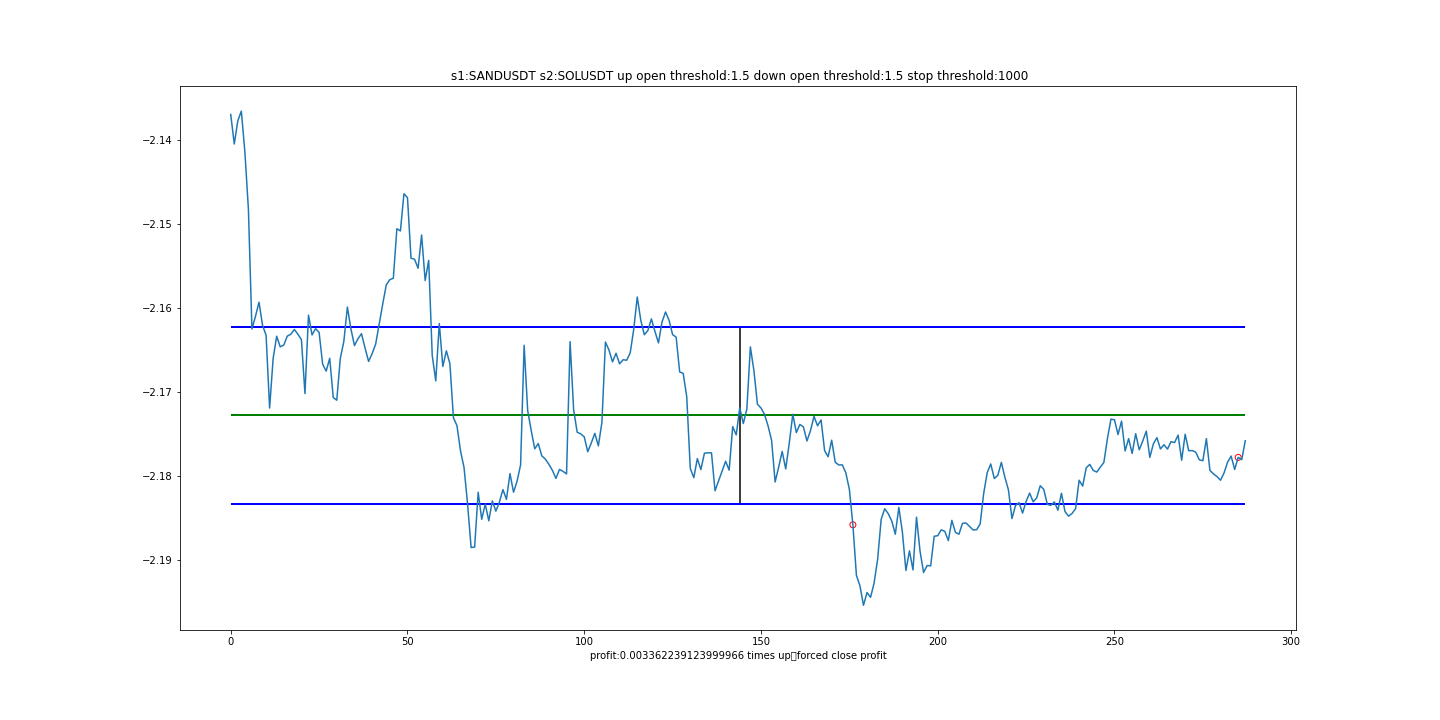 s1:SANDUSDT s2:SOLUSDT up open threshold:1.5 down open threshold:1.5 stop threshold:1000
−2.14
−2.15
−2.16
−2.17
−2.18
−2.19
0 50 100 150 200 250 300
profit:0.003362239123999966 times up▯forced close profit